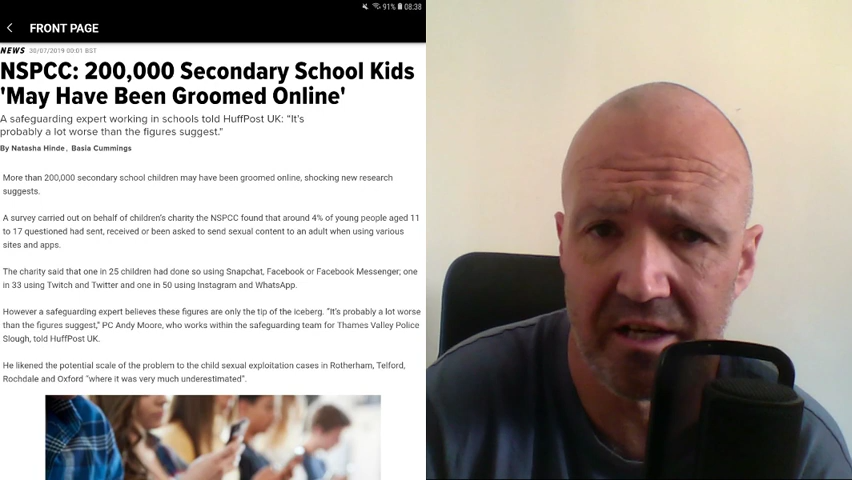 91% 08:38
FRONT PAGE
NEWS 30/07/2019 00:01 BST
NSPCC: 200,000 Secondary School Kids
'May Have Been Groomed Online'
A safeguarding expert working in schools told HuffPost UK: “It's
probably a lot worse than the figures suggest.”
By Natasha Hinde, Basia Cummings
More than 200,000 secondary school children may have been groomed online, shocking new research
suggests.
A survey carried out on behalf of children's charity the NSPCC found that around 4% of young people aged 11
to 17 questioned had sent, received or been asked to send sexual content to an adult when using various
sites and apps.
The charity said that one in 25 children had done so using Snapchat, Facebook or Facebook Messenger; one
in 33 using Twitch and Twitter and one in 50 using Instagram and WhatsApp.
However a safeguarding expert believes these figures are only the tip of the iceberg. “It's probably a lot worse
than the figures suggest,” PC Andy Moore, who works within the safeguarding team for Thames Valley Police
Slough, told HuffPost UK.
He likened the potential scale of the problem to the child sexual exploitation cases in Rotherham, Telford,
Rochdale and Oxford “where it was very much underestimated”.